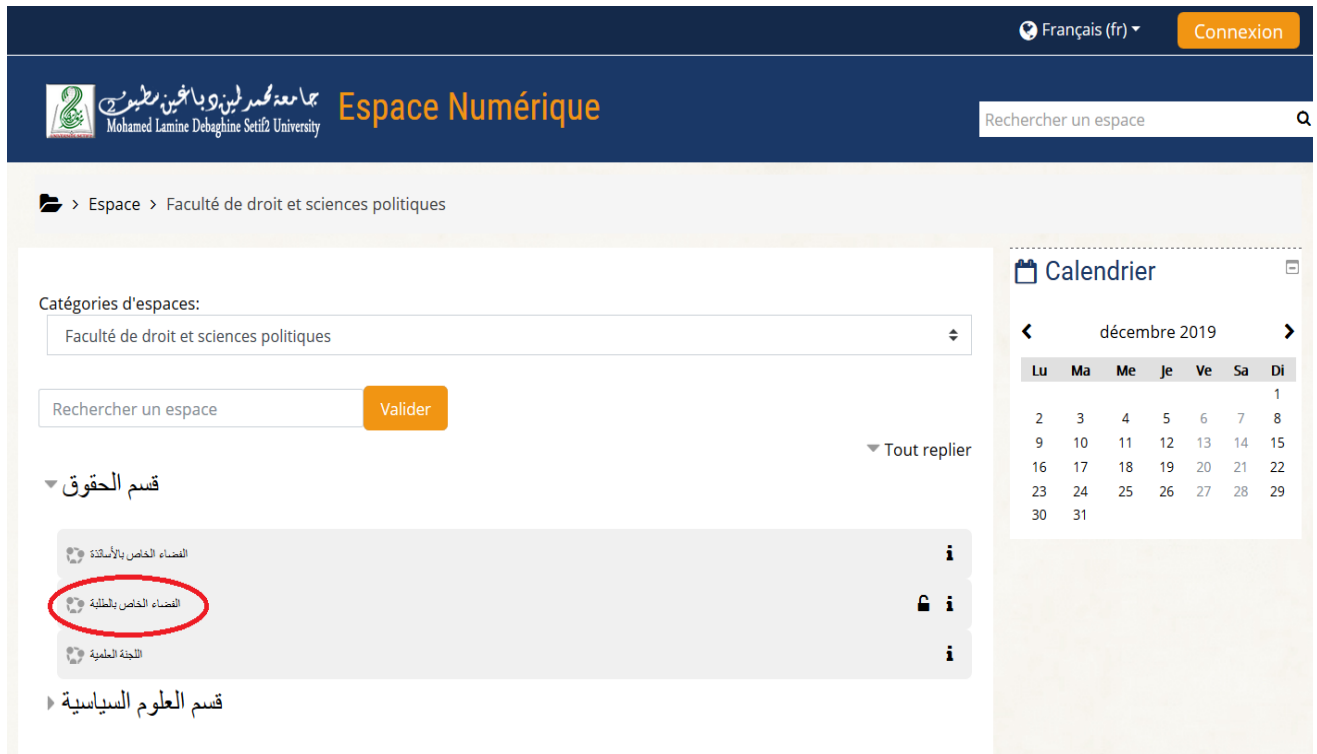 Français (fr)
Connexion
جامعة محمد لمين دباغين سطيف 2
Mohamed Lamine Debaghine Setif2 University
Espace Numérique
Rechercher un espace
> Espace > Faculté de droit et sciences politiques
Catégories d'espaces:
Faculté de droit et sciences politiques
Rechercher un espace
Valider
Tout replier
قسم الحقوق
الفضاء الخاص بالأساتذة
الفضاء الخاص بالطلبة
اللجنة العلمية
قسم العلوم السياسية
Calendrier
décembre 2019
Lu Ma Me Je Ve Sa Di
1
2 3 4 5 6 7 8
9 10 11 12 13 14 15
16 17 18 19 20 21 22
23 24 25 26 27 28 29
30 31